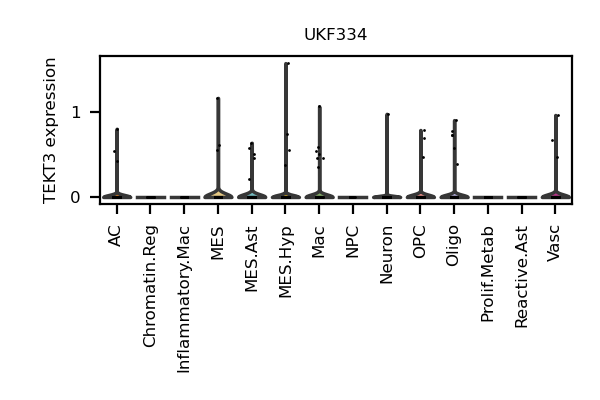 UKF334
TEKT3 expression
1
0
AC
Chromatin.Reg
Inflammatory.Mac
MES
MES.Ast
MES.Hyp
Mac
NPC
Neuron
OPC
Oligo
Prolif.Metab
Reactive.Ast
Vasc